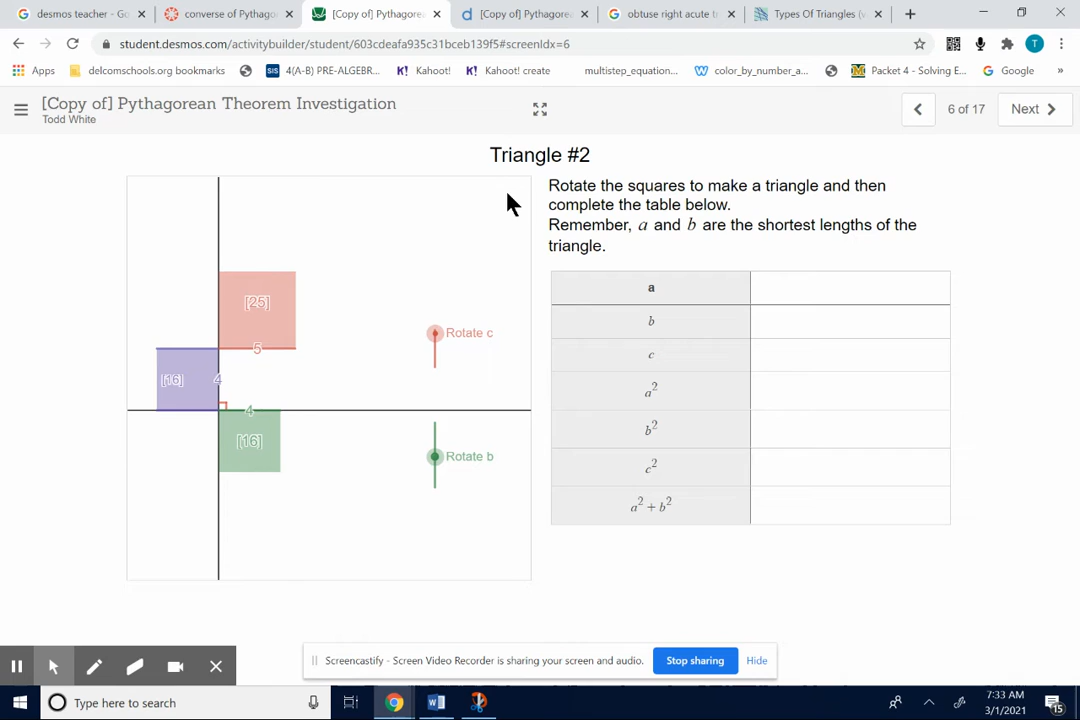 desmos teacher - Go
converse of Pythago
[Copy of] Pythagorea
[Copy of] Pythagore
obtuse right acute t
Types Of Triangles (v
student.desmos.com/activitybuilder/student/603cdeafa935c31bceb139f5#screenIdx=6
T
Apps
delcomschools.org bookmarks
SIS
4(A-B) PRE-ALGEBR...
K! Kahoot!
K! Kahoot! create
multistep_equation...
color_by_number_a...
M
Packet 4 - Solving E...
Google
»
[Copy of] Pythagorean Theorem Investigation
Todd White
6 of 17
Next
Triangle #2
Rotate the squares to make a triangle and then
complete the table below.
Remember, a and b are the shortest lengths of the
triangle.
[25]
5
[16]
4
4
[16]
Rotate c
Rotate b
a
b
c
a²
b²
c²
a² + b²
Screencastify - Screen Video Recorder is sharing your screen and audio.
Stop sharing
Hide
Type here to search
W
7:33 AM
3/1/2021
15